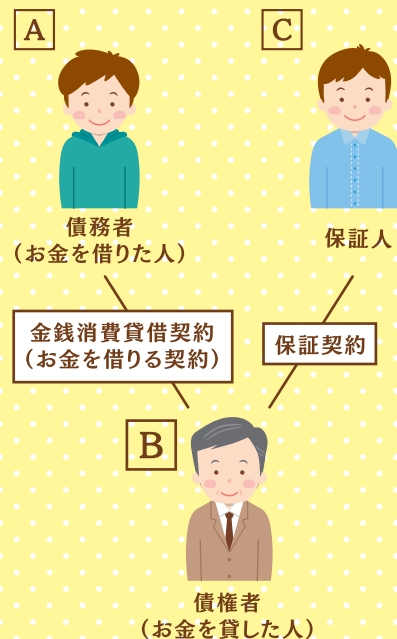 A
C
債務者
（お金を借りた人）
保証人
金銭消費貸借契約
（お金を借りる契約）
保証契約
B
債権者
（お金を貸した人）